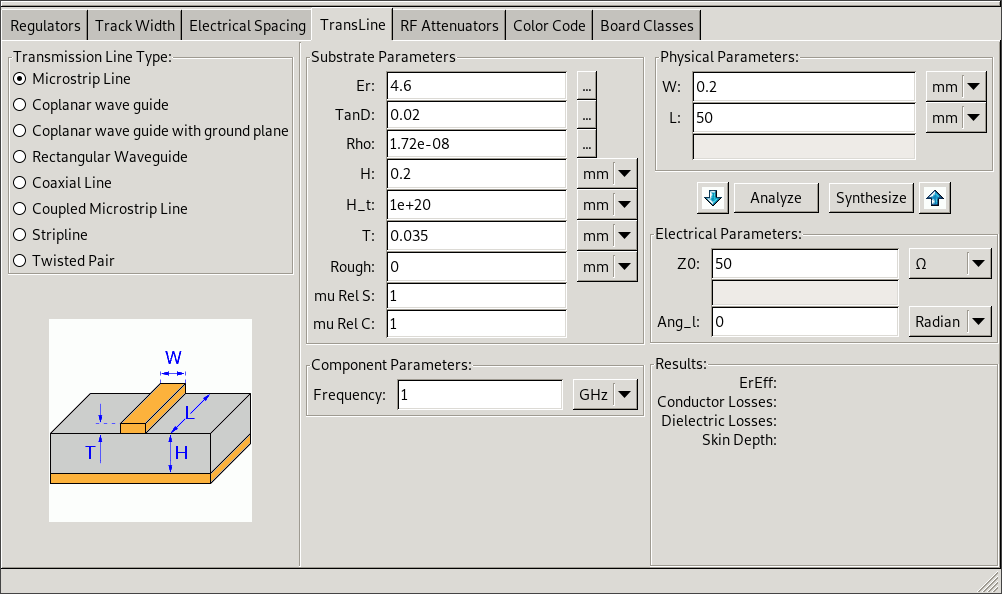 Regulators Track Width Electrical Spacing TransLine RF Attenuators Color Code Board Classes
Transmission Line Type:
Microstrip Line
Coplanar wave guide
Coplanar wave guide with ground plane
Rectangular Waveguide
Coaxial Line
Coupled Microstrip Line
Stripline
Twisted Pair
W
L
T
H
Substrate Parameters
Er: 4.6 ...
TanD: 0.02 ...
Rho: 1.72e-08 ...
H: 0.2 mm
H_t: 1e+20 mm
T: 0.035 mm
Rough: 0 mm
mu Rel S: 1
mu Rel C: 1
Component Parameters:
Frequency: 1 GHz
Physical Parameters:
W: 0.2 mm
L: 50 mm
Analyze Synthesize
Electrical Parameters:
Z0: 50 Ω
Ang_l: 0 Radian
Results:
ErEff:
Conductor Losses:
Dielectric Losses:
Skin Depth: